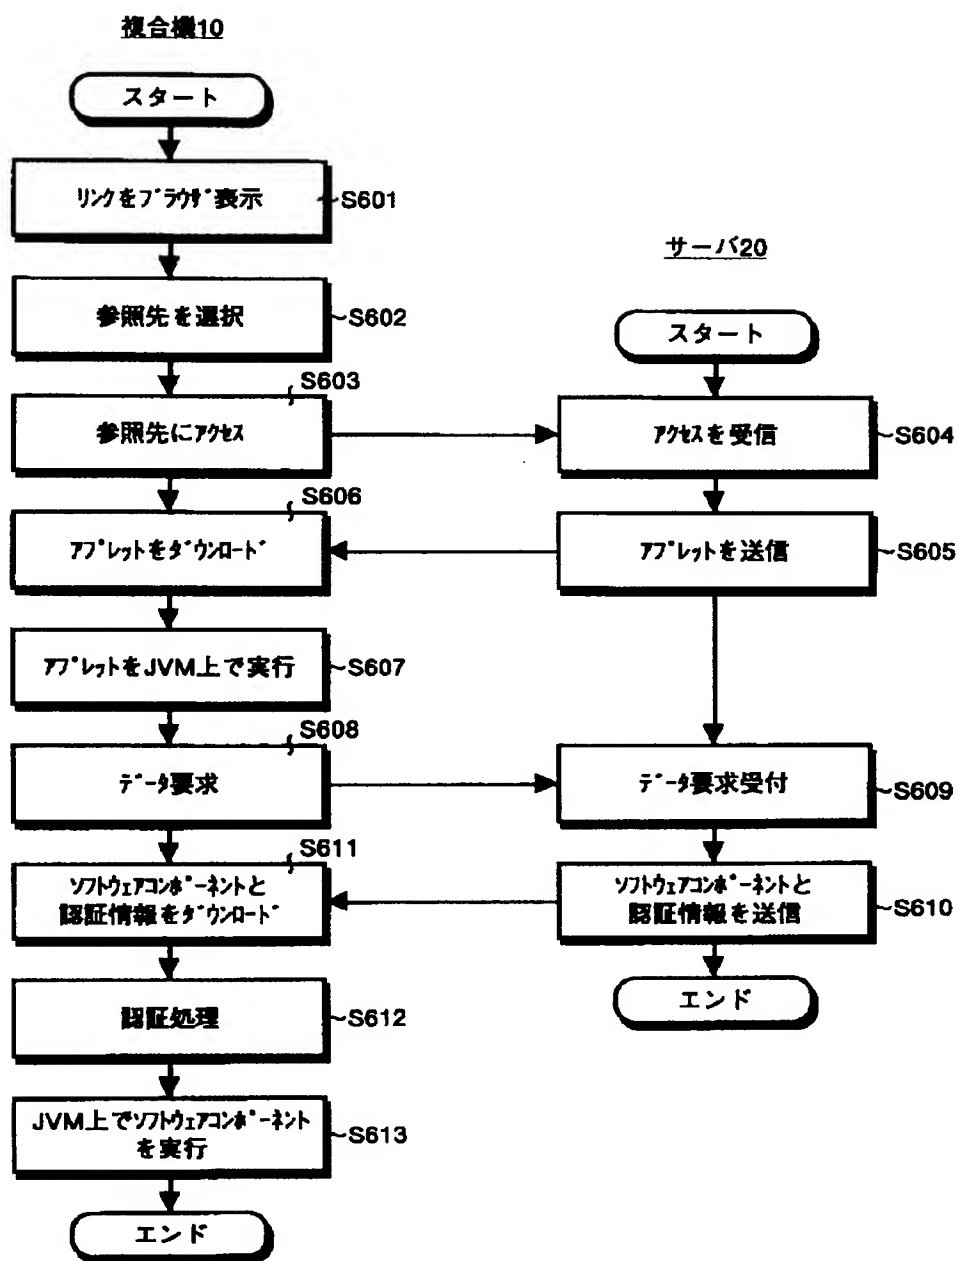 複合機10
スタート
リンクをブラウザ表示
S601
サーバ20
参照先を選択
S602
スタート
S603
参照先にアクセス
アクセスを受信
S604
S606
アプレットをダウンロード
アプレットを送信
S605
アプレットをJVM上で実行
S607
S608
データ要求
データ要求受付
S609
S611
ソフトウェアコンポーネントと
認証情報をダウンロード
ソフトウェアコンポーネントと
認証情報を送信
S610
認証処理
S612
エンド
JVM上でソフトウェアコンポーネント
を実行
S613
エンド